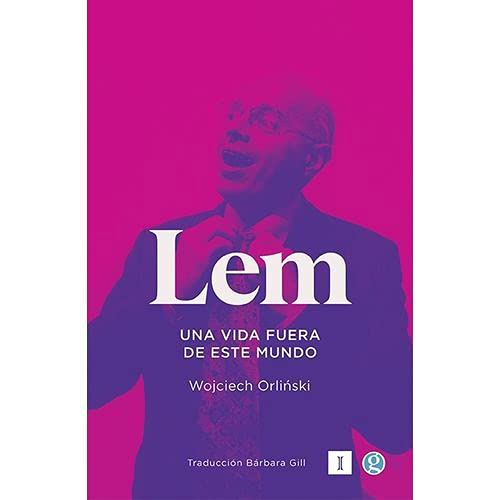 Lem
UNA VIDA FUERA
DE ESTE MUNDO
Wojciech Orliński
Traducción Bárbara Gill
I
g